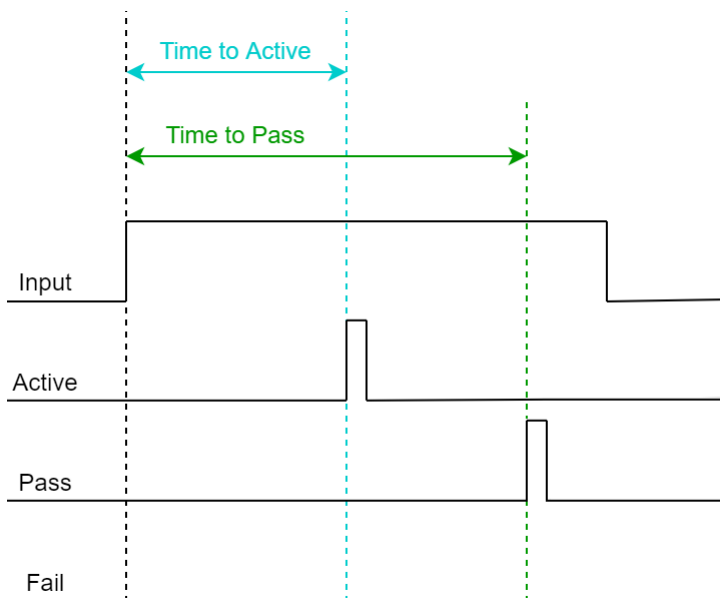 Time to Active
Time to Pass
Input
Active
Pass
Fail